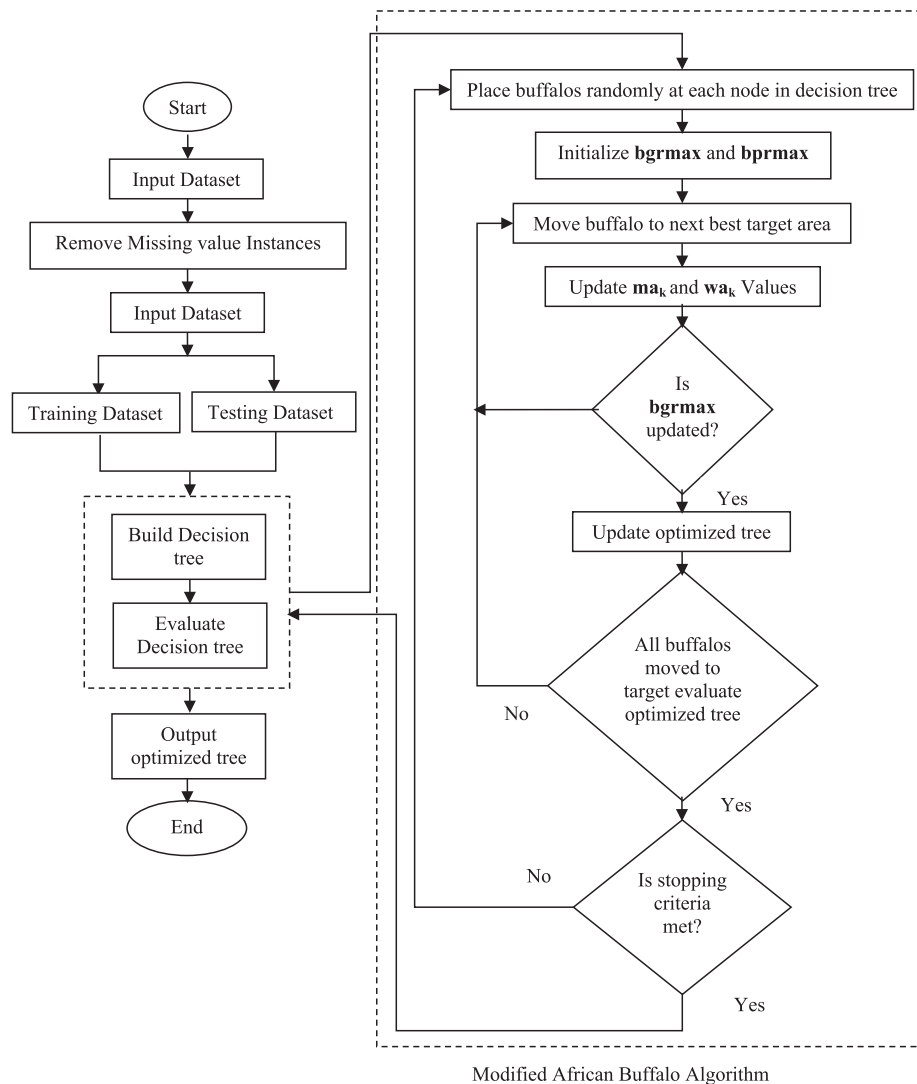 Start
Input Dataset
Remove Missing value Instances
Input Dataset
Training Dataset
Testing Dataset
Build Decision
tree
Evaluate
Decision tree
Output
optimized tree
End
Place buffalos randomly at each node in decision tree
Initialize bgrmax and bprmax
Move buffalo to next best target area
Update maₖ and waₖ Values
Is
bgrmax
updated?
Yes
Update optimized tree
All buffalos
moved to
target evaluate
optimized tree
No
Yes
Is stopping
criteria
met?
No
Yes
Modified African Buffalo Algorithm